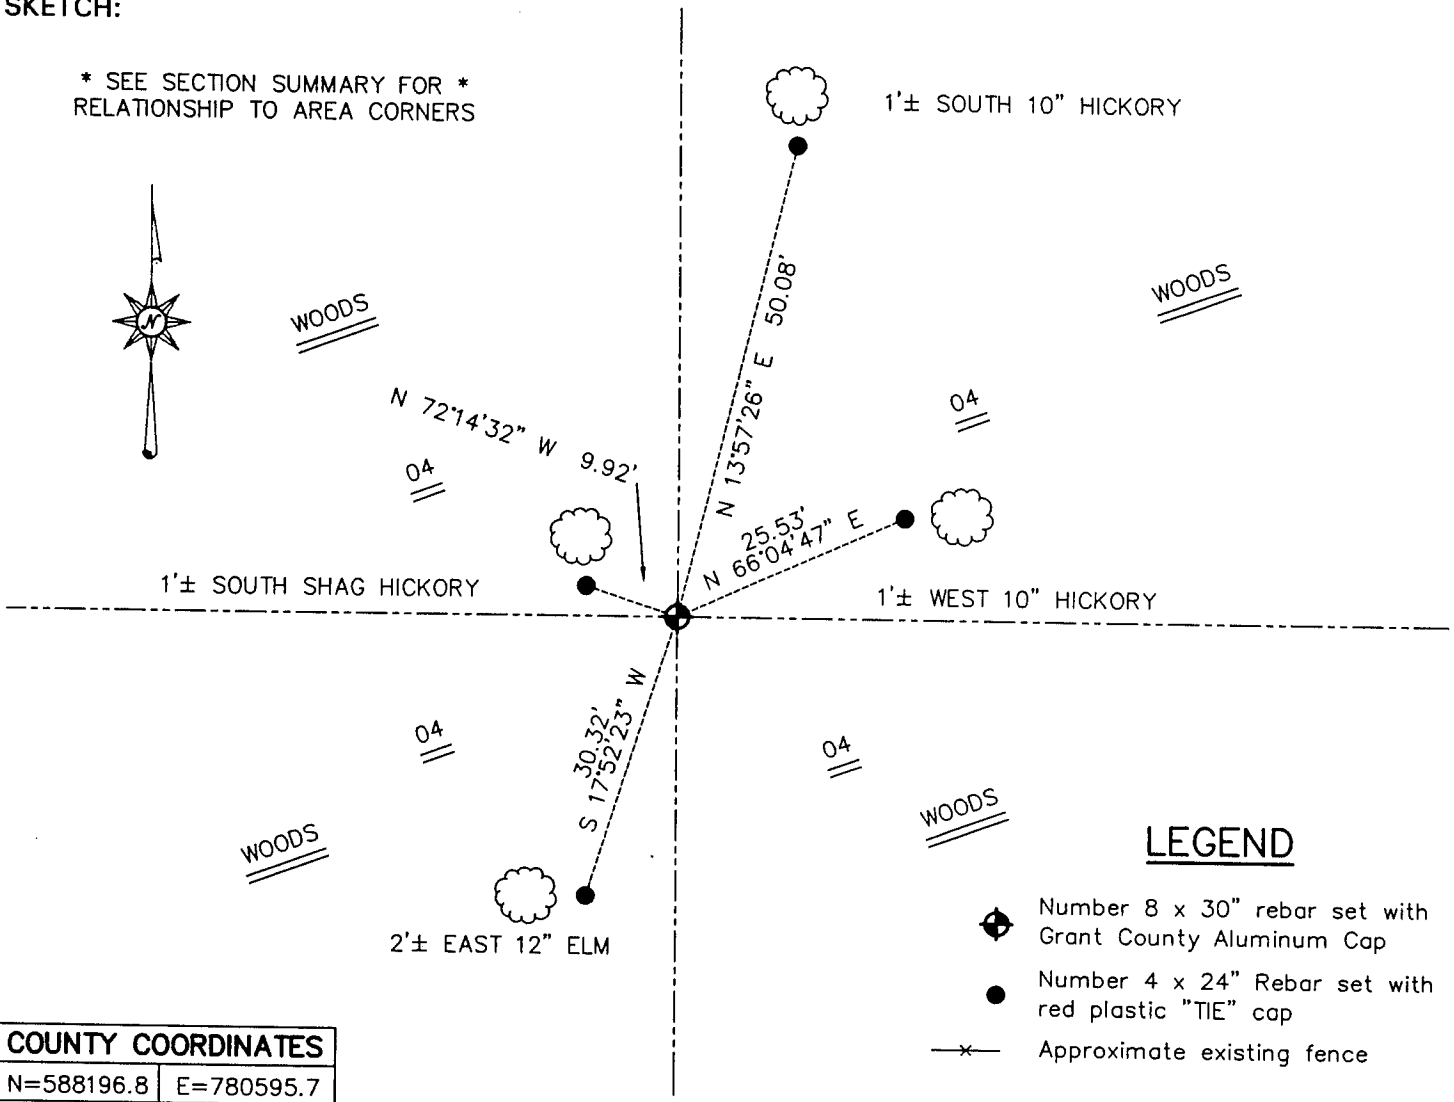 SKETCH:
* SEE SECTION SUMMARY FOR *
RELATIONSHIP TO AREA CORNERS
1'± SOUTH 10" HICKORY
N
WOODS
WOODS
N 72°14'32" W 9.92'
N 13°57'26" E 50.08'
04
04
25.53'
N 66°04'47" E
1'± SOUTH SHAG HICKORY
1'± WEST 10" HICKORY
30.32'
S 17°52'23" W
04
04
WOODS
WOODS
2'± EAST 12" ELM
LEGEND
Number 8 x 30" rebar set with
Grant County Aluminum Cap
Number 4 x 24" Rebar set with
red plastic "TIE" cap
Approximate existing fence
COUNTY COORDINATES
N=588196.8 E=780595.7